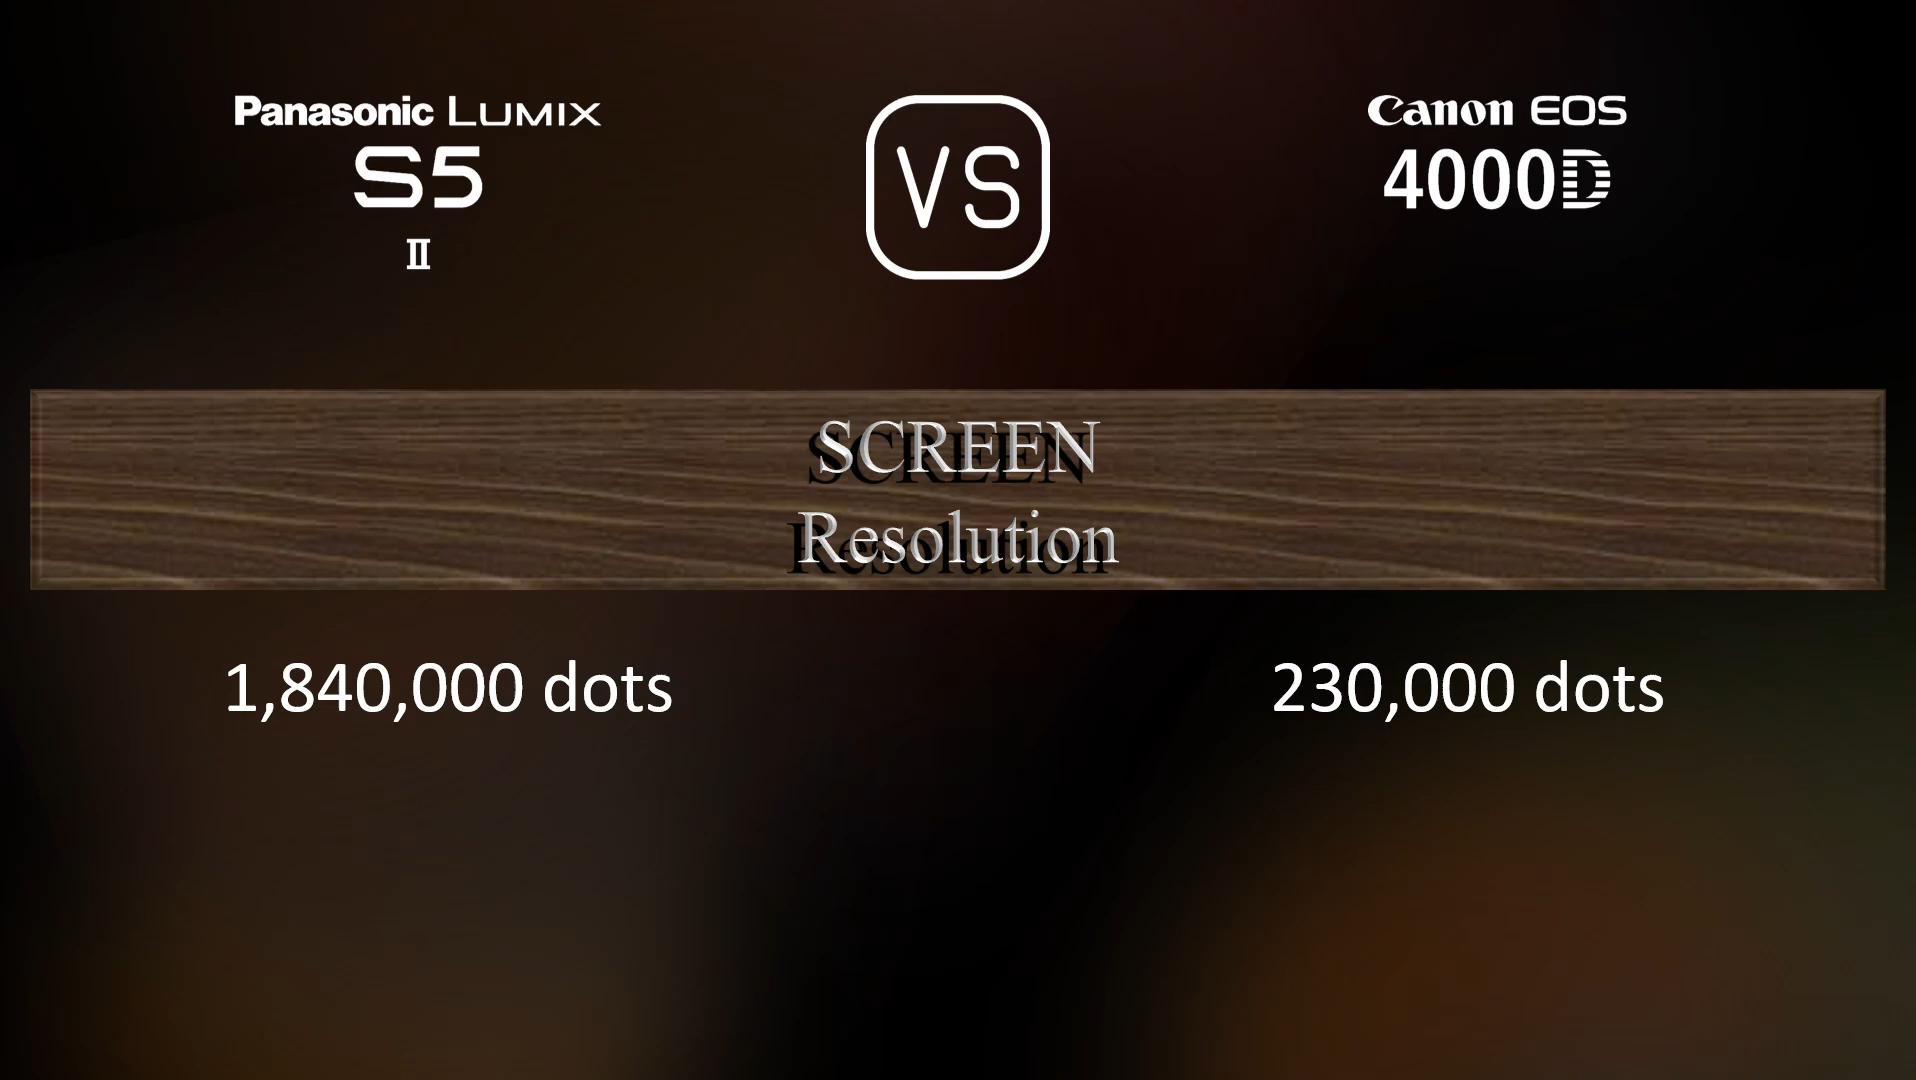 Panasonic LUMIX
S5
II
VS
Canon EOS
4000D
SCREEN
Resolution
1,840,000 dots
230,000 dots